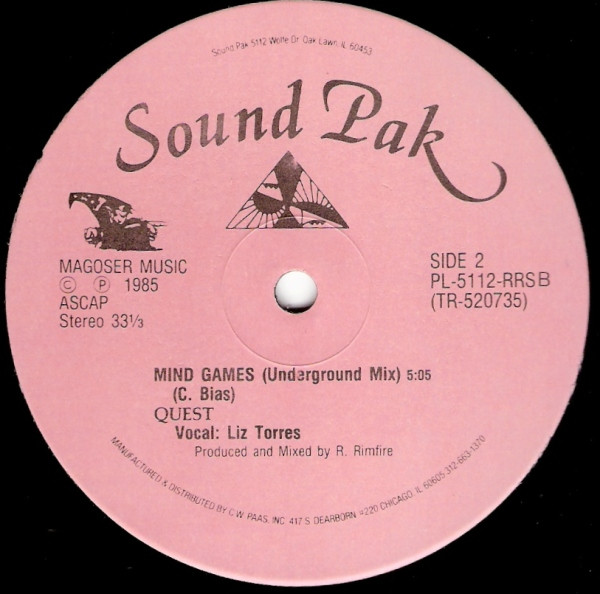 Sound Pak 5112 Wolfe Dr. Oak Lawn, IL 60453
Sound Pak
MAGOSER MUSIC
Ⓒ Ⓟ 1985
ASCAP
Stereo 33⅓
SIDE 2
PL-5112-RRSB
(TR-520735)
MIND GAMES (Underground Mix) 5:05
(C. Bias)
QUEST
Vocal: Liz Torres
Produced and Mixed by R. Rimfire
MANUFACTURED & DISTRIBUTED BY C.W. PAAS, INC. 417 S. DEARBORN #220 CHICAGO, IL 60605 312-663-1370